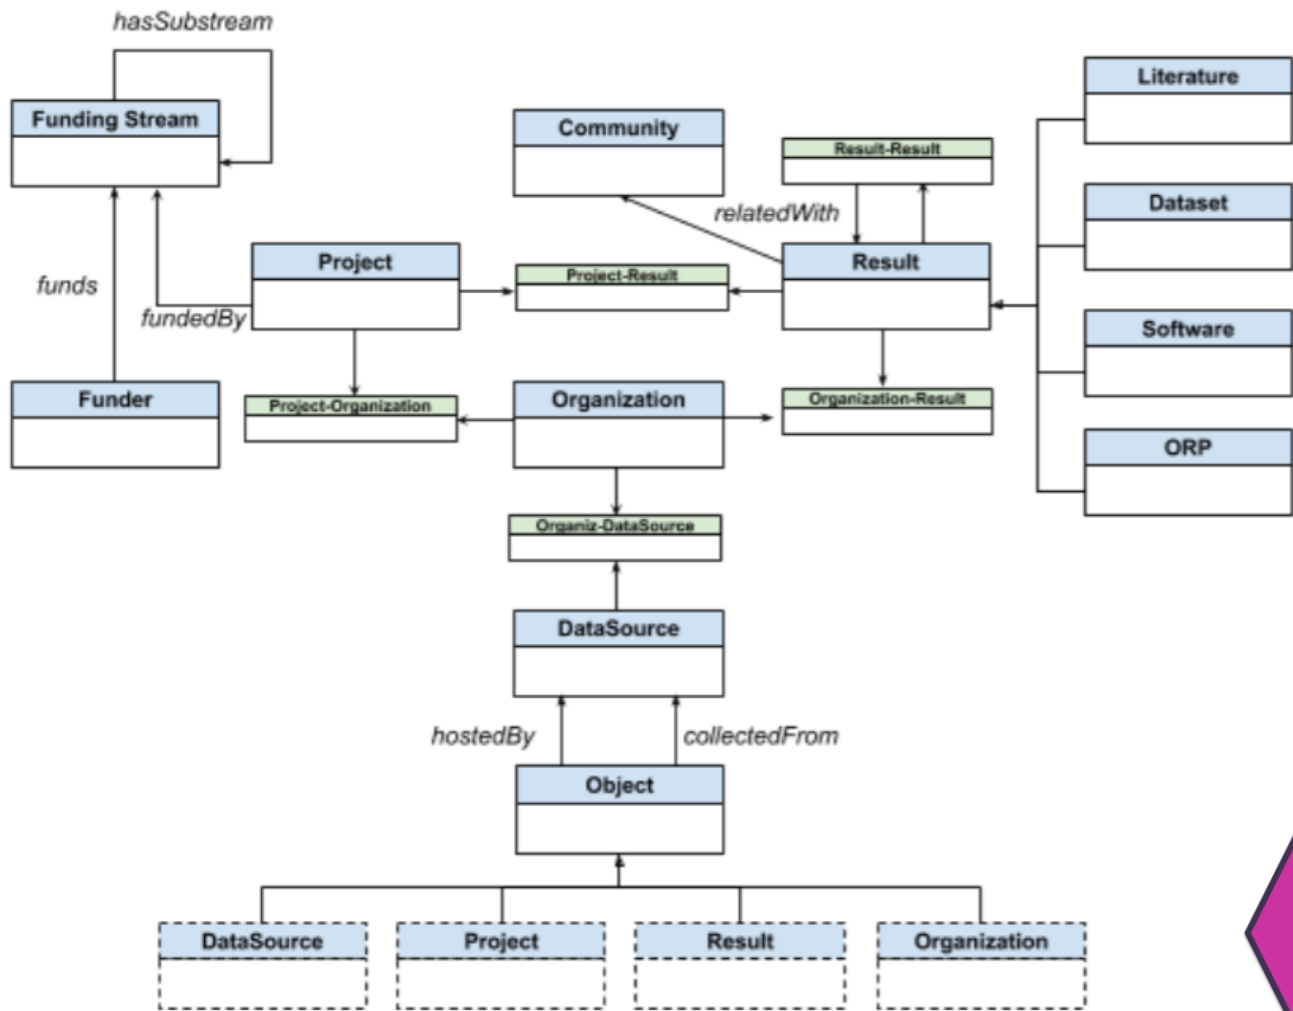 hasSubstream
Funding Stream
Community
Result-Result
Literature
relatedWith
Dataset
Project
Project-Result
Result
funds
fundedBy
Software
Funder
Project-Organization
Organization
Organization-Result
ORP
Organiz-DataSource
DataSource
hostedBy
collectedFrom
Object
DataSource
Project
Result
Organization